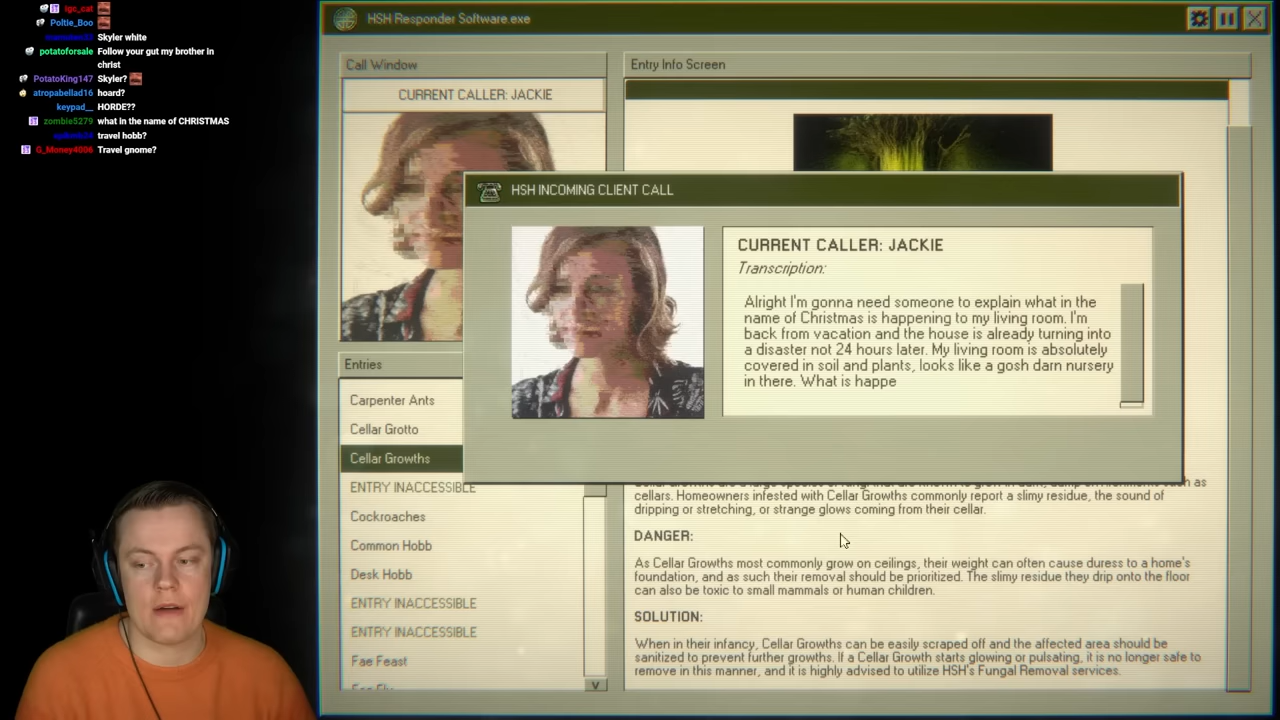 igc_cat
Poltie_Boo
Skyler white
potatoforsale Follow your gut my brother in
christ
PotatoKing147 Skyler?
atropabellad16 hoard?
keypad__ HORDE??
zombie5279 what in the name of CHRISTMAS
travel hobb?
G_Money4006 Travel gnome?
HSH Responder Software.exe
Call Window
CURRENT CALLER: JACKIE
Entry Info Screen
HSH INCOMING CLIENT CALL
CURRENT CALLER: JACKIE
Transcription:
Alright I'm gonna need someone to explain what in the
name of Christmas is happening to my living room. I'm
back from vacation and the house is already turning into
a disaster not 24 hours later. My living room is absolutely
covered in soil and plants, looks like a gosh darn nursery
in there. What is happe
Entries
Carpenter Ants
Cellar Grotto
Cellar Growths
ENTRY INACCESSIBLE
Cockroaches
Common Hobb
Desk Hobb
ENTRY INACCESSIBLE
ENTRY INACCESSIBLE
Fae Feast
cellars. Homeowners infested with Cellar Growths commonly report a slimy residue, the sound of
dripping or stretching, or strange glows coming from their cellar.
DANGER:
As Cellar Growths most commonly grow on ceilings, their weight can often cause duress to a home's
foundation, and as such their removal should be prioritized. The slimy residue they drip onto the floor
can also be toxic to small mammals or human children.
SOLUTION:
When in their infancy, Cellar Growths can be easily scraped off and the affected area should be
sanitized to prevent further growths. If a Cellar Growth starts glowing or pulsating, it is no longer safe to
remove in this manner, and it is highly advised to utilize HSH's Fungal Removal services.